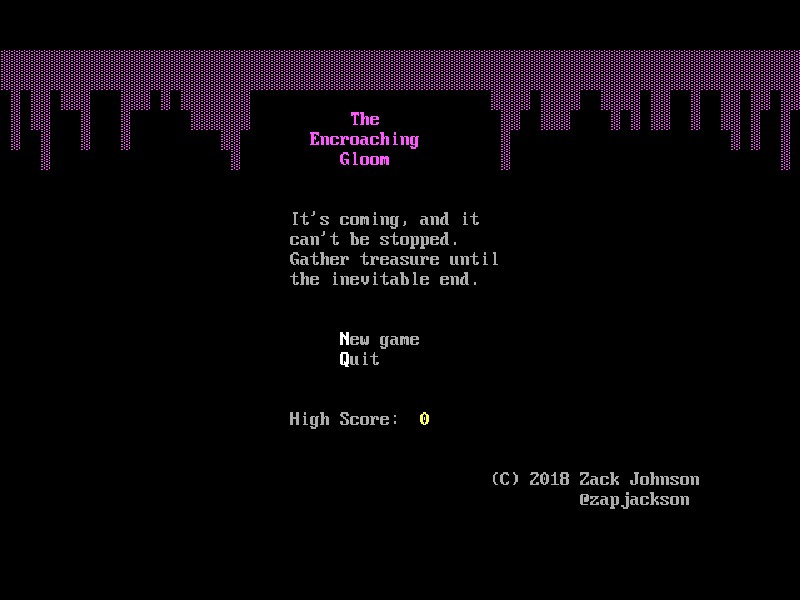 The
Encroaching
Gloom
It's coming, and it
can't be stopped.
Gather treasure until
the inevitable end.
New game
Quit
High Score: 0
(C) 2018 Zack Johnson
@zapjackson